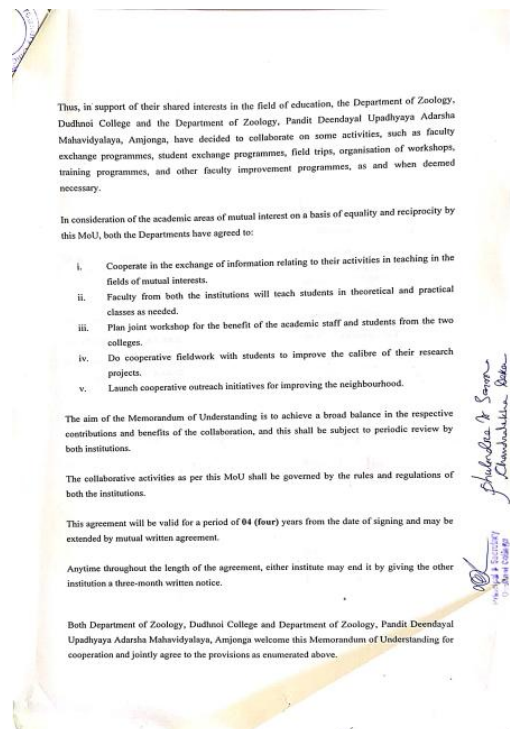 Thus, in support of their shared interests in the field of education, the Department of Zoology,
Dudhnoi College and the Department of Zoology, Pandit Deendayal Upadhyaya Adarsha
Mahavidyalaya, Amjonga, have decided to collaborate on some activities, such as faculty
exchange programmes, student exchange programmes, field trips, organisation of workshops,
training programmes, and other faculty improvement programmes, as and when deemed
necessary.
In consideration of the academic areas of mutual interest on a basis of equality and reciprocity by
this MoU, both the Departments have agreed to:
i. Cooperate in the exchange of information relating to their activities in teaching in the
fields of mutual interests.
ii. Faculty from both the institutions will teach students in theoretical and practical
classes as needed.
iii. Plan joint workshop for the benefit of the academic staff and students from the two
colleges.
iv. Do cooperative fieldwork with students to improve the calibre of their research
projects.
v. Launch cooperative outreach initiatives for improving the neighbourhood.
The aim of the Memorandum of Understanding is to achieve a broad balance in the respective
contributions and benefits of the collaboration, and this shall be subject to periodic review by
both institutions.
The collaborative activities as per this MoU shall be governed by the rules and regulations of
both the institutions.
This agreement will be valid for a period of 04 (four) years from the date of signing and may be
extended by mutual written agreement.
Anytime throughout the length of the agreement, either institute may end it by giving the other
institution a three-month written notice.
Both Department of Zoology, Dudhnoi College and Department of Zoology, Pandit Deendayal
Upadhyaya Adarsha Mahavidyalaya, Amjonga welcome this Memorandum of Understanding for
cooperation and jointly agree to the provisions as enumerated above.
Chandralekha Deka
Principal & Secretary
College